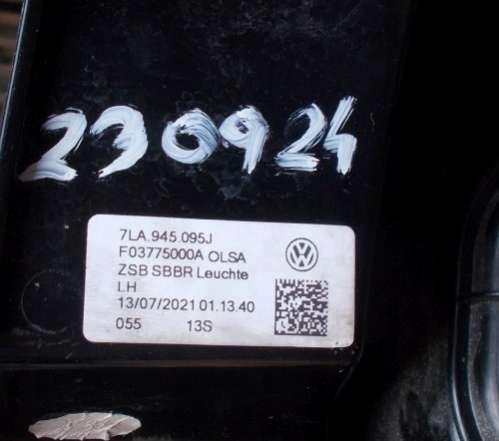 230924
7LA.945.095J
F03775000A OLSA
ZSB SBBR Leuchte
LH
13/07/2021 01.13.40
055 13S